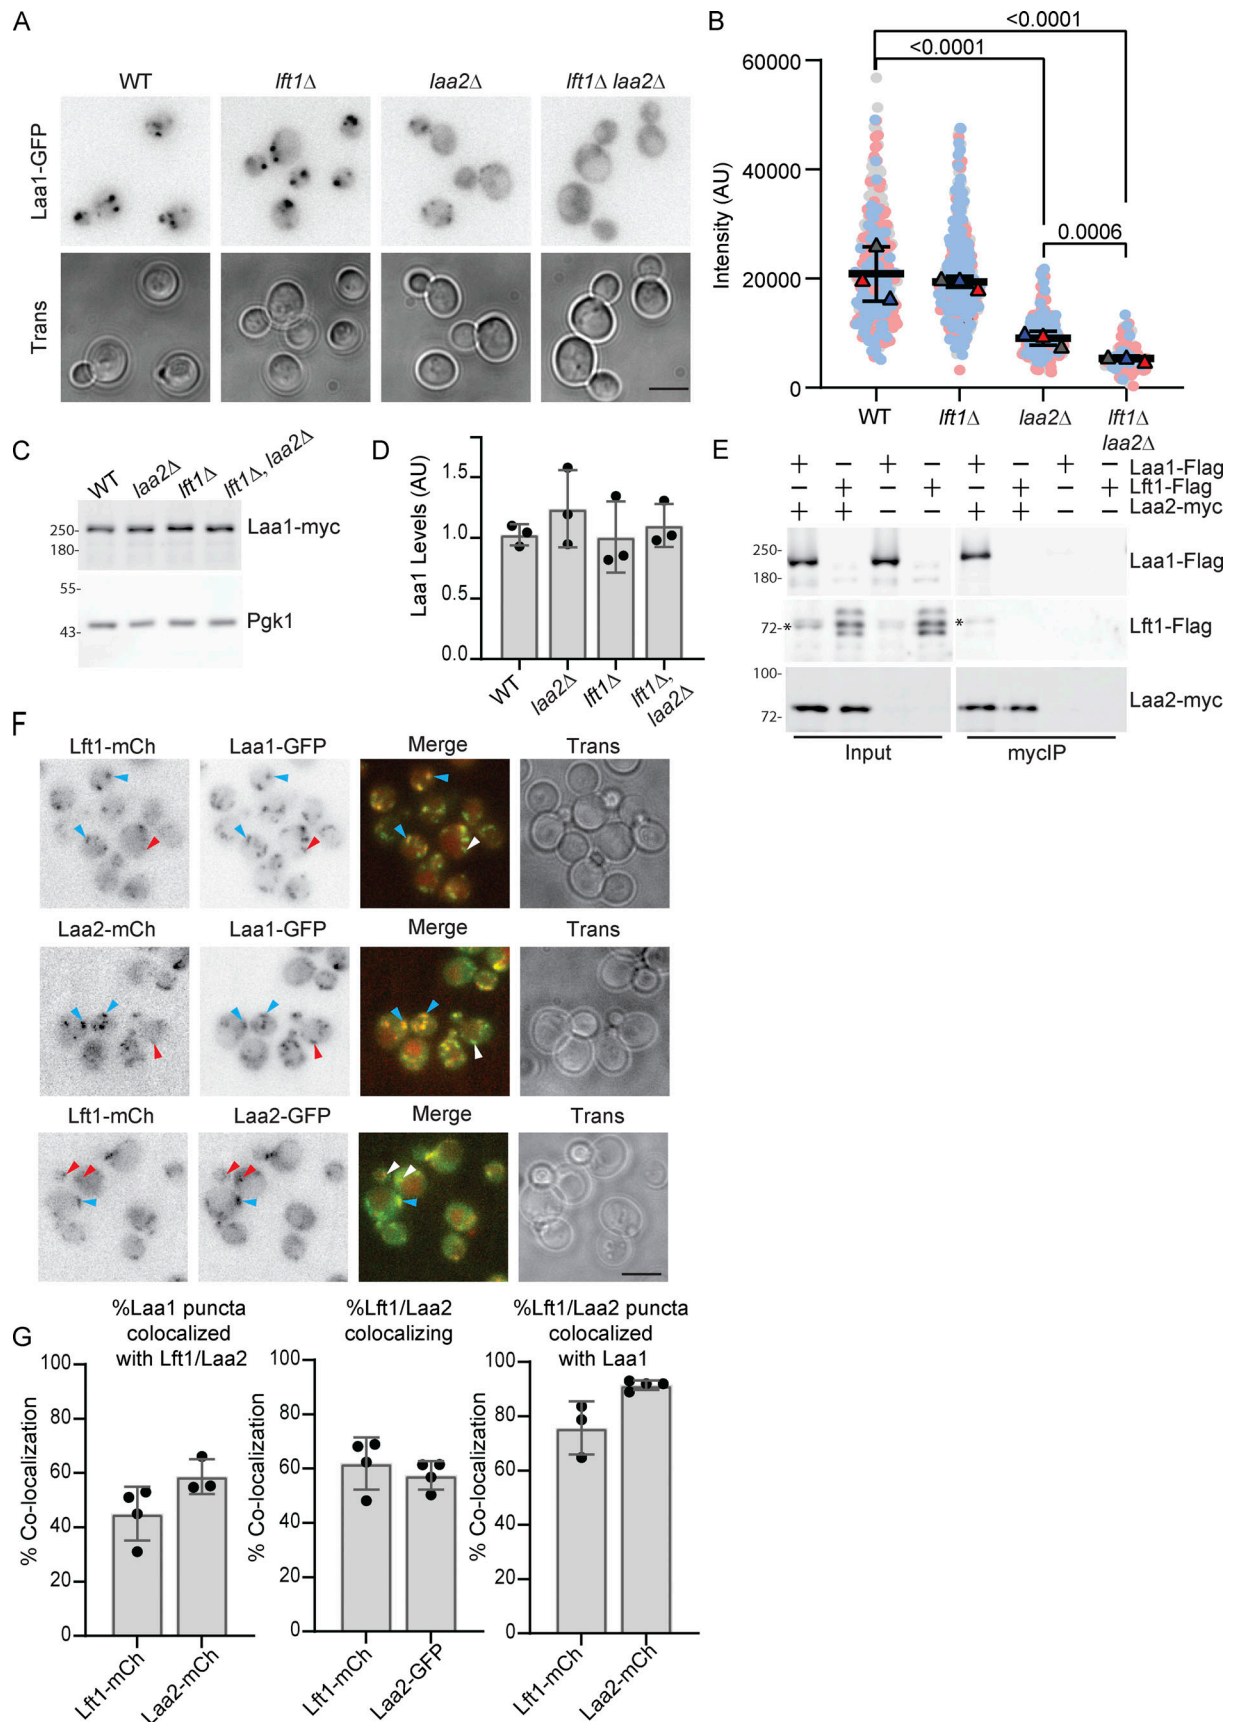 A
WT
lft1Δ
laa2Δ
lft1Δ laa2Δ
Laa1-GFP
Trans
B
<0.0001
<0.0001
0.0006
60000
40000
20000
0
Intensity (AU)
WT
lft1Δ
laa2Δ
lft1Δ
laa2Δ
C
WT
laa2Δ
lft1Δ
lft1Δ, laa2Δ
250-
180-
Laa1-myc
55-
43-
Pgk1
D
Laa1 Levels (AU)
1.5
1.0
0.5
0.0
WT
laa2Δ
lft1Δ
lft1Δ,
laa2Δ
E
+ − + − + − + − Laa1-Flag
− + − + − + − + Lft1-Flag
+ + − − + + − − Laa2-myc
250-
180-
Laa1-Flag
72-
*
*
Lft1-Flag
100-
72-
Laa2-myc
Input
mycIP
F
Lft1-mCh
Laa1-GFP
Merge
Trans
Laa2-mCh
Laa1-GFP
Merge
Trans
Lft1-mCh
Laa2-GFP
Merge
Trans
G
%Laa1 puncta
colocalized
with Lft1/Laa2
% Co-localization
100
80
60
40
20
0
Lft1-mCh
Laa2-mCh
%Lft1/Laa2
colocalizing
% Co-localization
100
80
60
40
20
0
Lft1-mCh
Laa2-GFP
%Lft1/Laa2 puncta
colocalized
with Laa1
% Co-localization
100
80
60
40
20
0
Lft1-mCh
Laa2-mCh